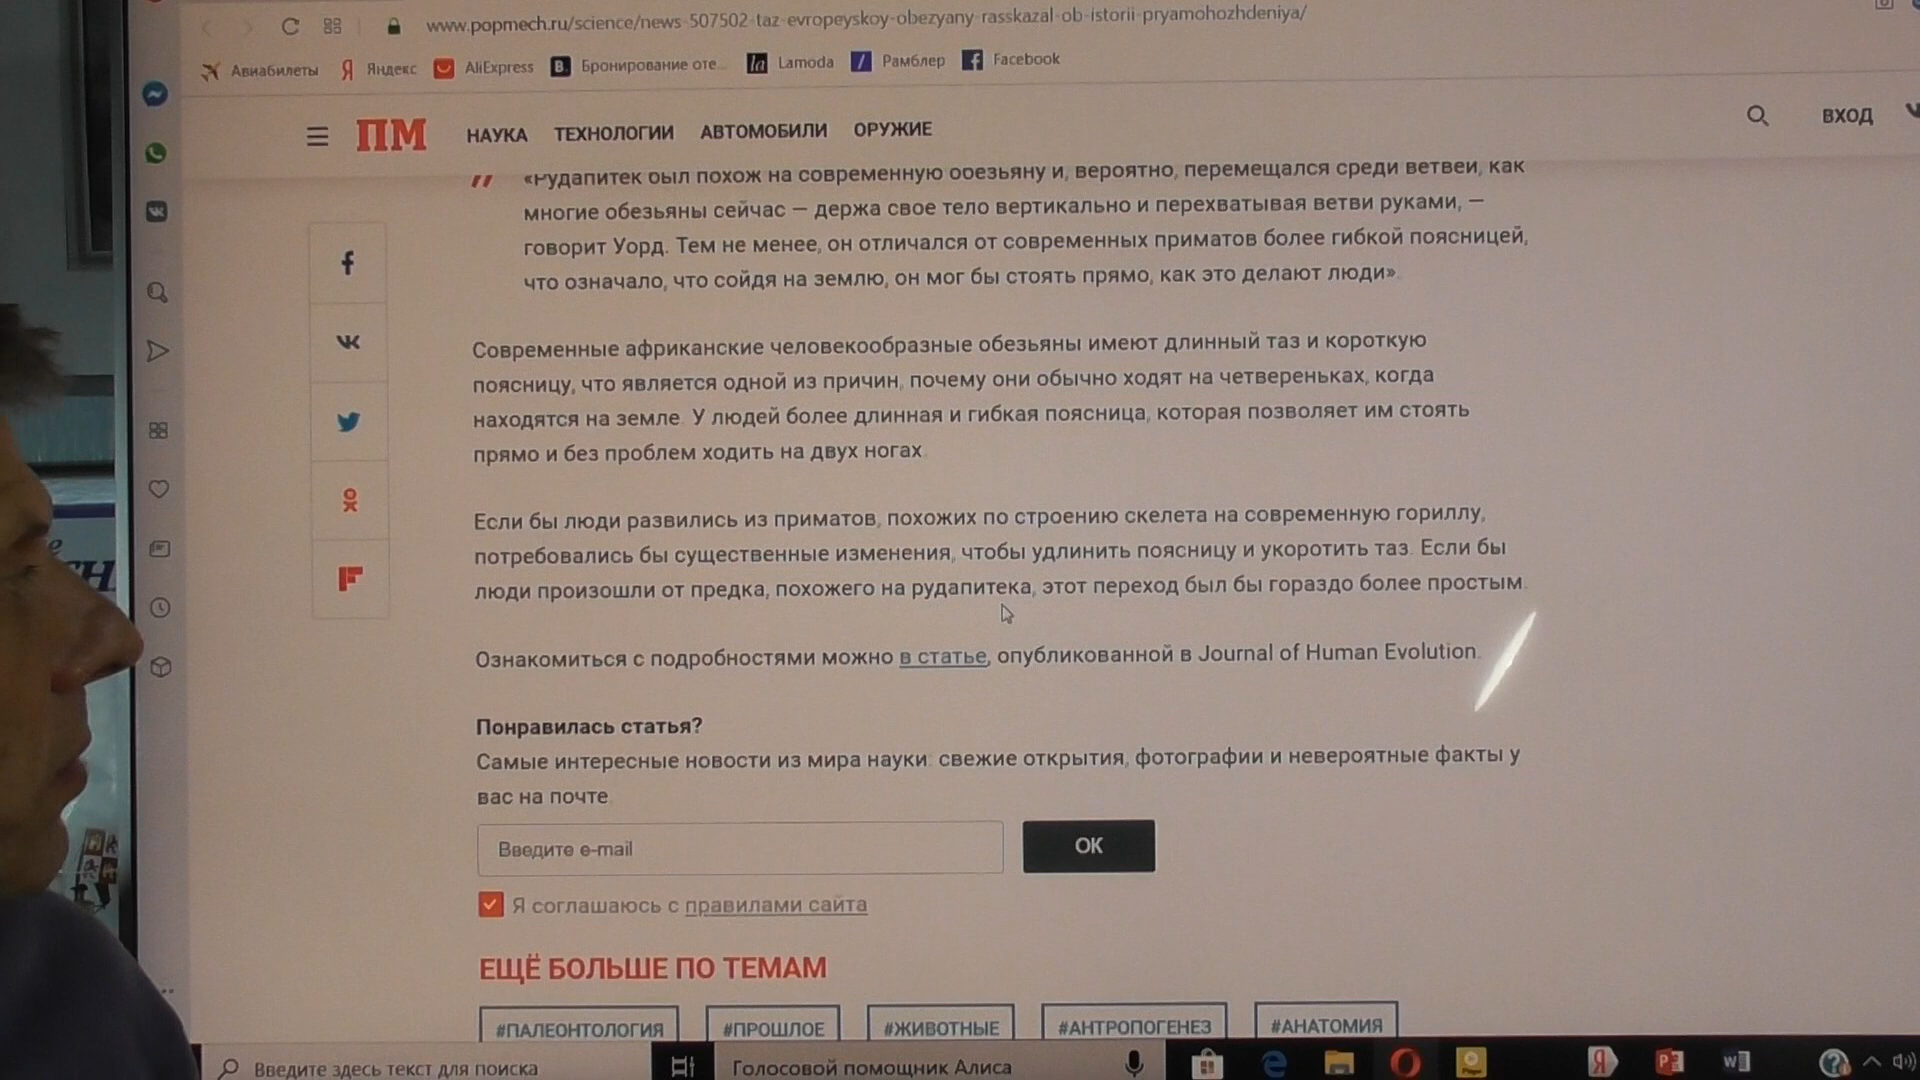 www.popmech.ru/science/news-507502-taz-evropeyskoy-obezyany-rasskazal-ob-istorii-pryamohozhdeniya/
Авиабилеты Яндекс AliExpress Бронирование оте... Lamoda Рамблер Facebook
ПМ НАУКА ТЕХНОЛОГИИ АВТОМОБИЛИ ОРУЖИЕ ВХОД
«Рудапитек был похож на современную обезьяну и, вероятно, перемещался среди ветвей, как
многие обезьяны сейчас — держа свое тело вертикально и перехватывая ветви руками, —
говорит Уорд. Тем не менее, он отличался от современных приматов более гибкой поясницей,
что означало, что сойдя на землю, он мог бы стоять прямо, как это делают люди»
Современные африканские человекообразные обезьяны имеют длинный таз и короткую
поясницу, что является одной из причин, почему они обычно ходят на четвереньках, когда
находятся на земле. У людей более длинная и гибкая поясница, которая позволяет им стоять
прямо и без проблем ходить на двух ногах.
Если бы люди развились из приматов, похожих по строению скелета на современную гориллу,
потребовались бы существенные изменения, чтобы удлинить поясницу и укоротить таз. Если бы
люди произошли от предка, похожего на рудапитека, этот переход был бы гораздо более простым.
Ознакомиться с подробностями можно в статье, опубликованной в Journal of Human Evolution.
Понравилась статья?
Самые интересные новости из мира науки: свежие открытия, фотографии и невероятные факты у
вас на почте.
Введите e-mail ОК
Я соглашаюсь с правилами сайта
ЕЩЁ БОЛЬШЕ ПО ТЕМАМ
#ПАЛЕОНТОЛОГИЯ #ПРОШЛОЕ #ЖИВОТНЫЕ #АНТРОПОГЕНЕЗ #АНАТОМИЯ
Введите здесь текст для поиска Голосовой помощник Алиса